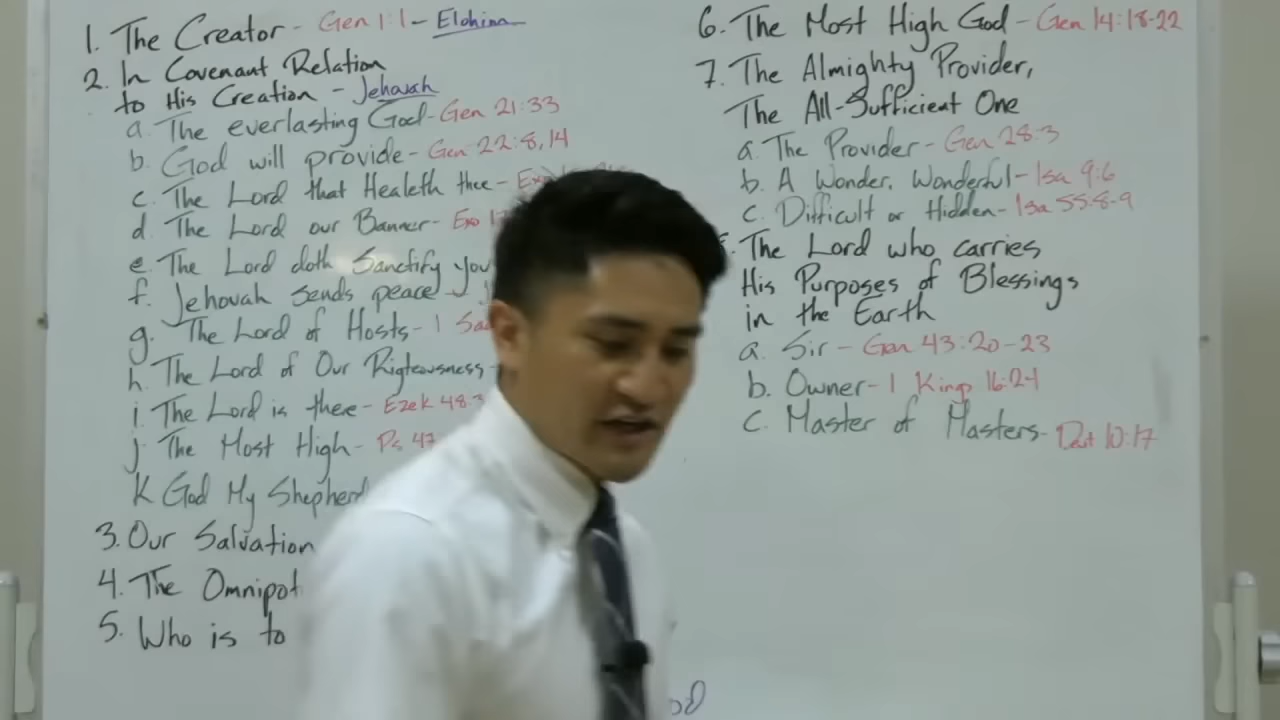 1. The Creator - Gen 1:1 - Elohim
2. In Covenant Relation
to His Creation - Jehovah
a. The everlasting God - Gen 21:33
b. God will provide - Gen 22:8,14
c. The Lord that Healeth thee -
d. The Lord our Banner - Exo
e. The Lord doth Sanctify you
f. Jehovah sends peace
g. The Lord of Hosts - 1
h. The Lord of Our Righteousness -
i. The Lord is there - Ezek 48:3
j The Most High - Ps 47
K God My Shepherd
3. Our Salvation
4. The
5. Who is to
6. The Most High God - Gen 14:18-22
7. The Almighty Provider,
The All-Sufficient One
a. The Provider - Gen 28:3
b. A Wonder, Wonderful - Isa 9:6
c. Difficult or Hidden - Isa 55:8-9
The Lord who carries
His Purposes of Blessings
in the Earth
a. Sir - Gen 43:20-23
b. Owner - 1 King 16:24
c. Master of Masters - Deut 10:17